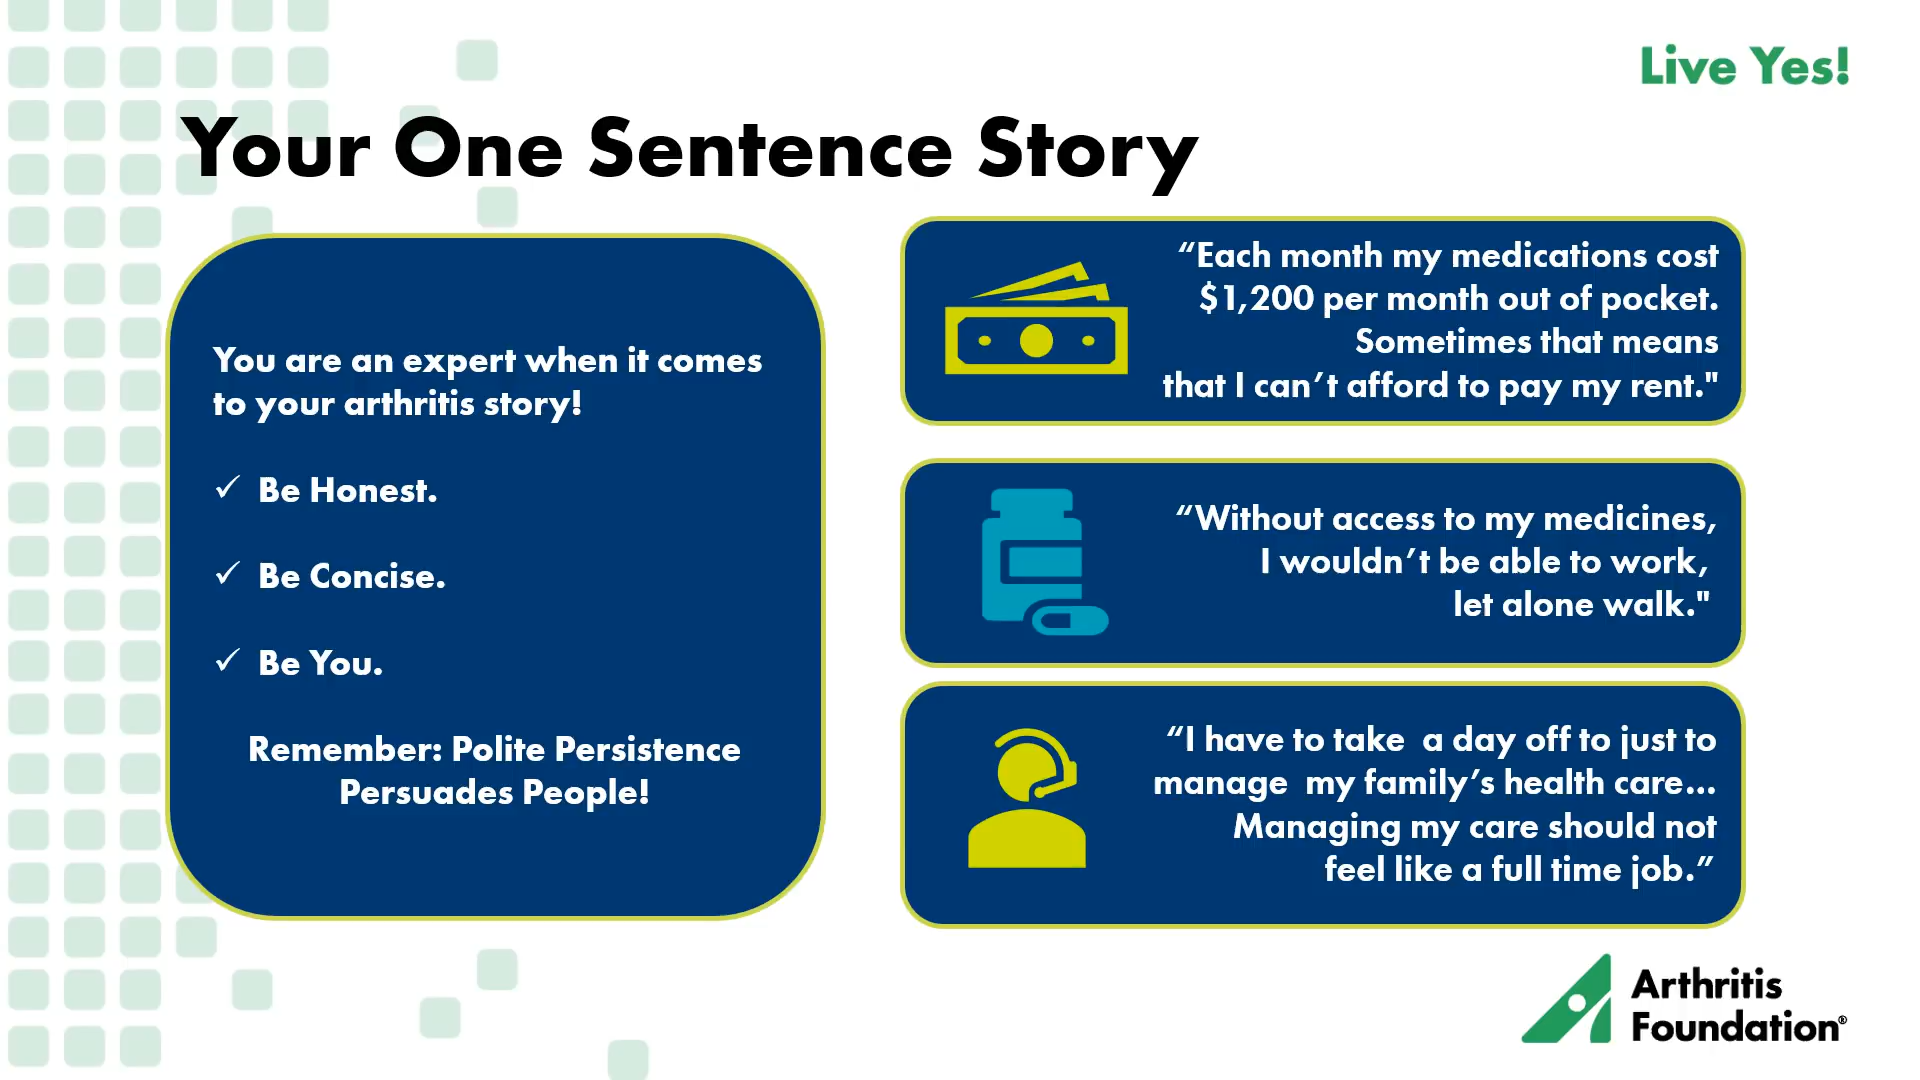 Live Yes!
Your One Sentence Story
You are an expert when it comes
to your arthritis story!
✓ Be Honest.
✓ Be Concise.
✓ Be You.
Remember: Polite Persistence
Persuades People!
“Each month my medications cost
$1,200 per month out of pocket.
Sometimes that means
that I can’t afford to pay my rent."
“Without access to my medicines,
I wouldn’t be able to work,
let alone walk."
“I have to take  a day off to just to
manage  my family’s health care...
Managing my care should not
feel like a full time job.”
Arthritis
Foundation®